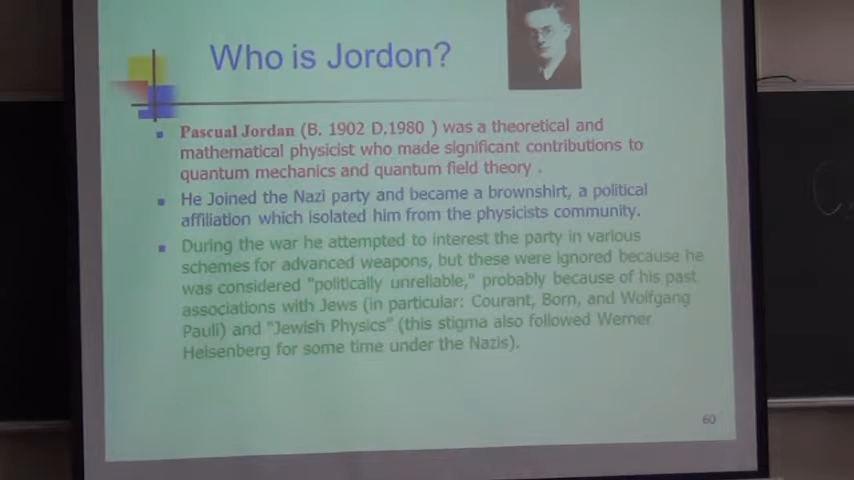 Who is Jordon?
Pascual Jordan (B. 1902 D.1980 ) was a theoretical and
mathematical physicist who made significant contributions to
quantum mechanics and quantum field theory .
He Joined the Nazi party and became a brownshirt, a political
affiliation which isolated him from the physicists community.
During the war he attempted to interest the party in various
schemes for advanced weapons, but these were ignored because he
was considered "politically unreliable," probably because of his past
associations with Jews (in particular: Courant, Born, and Wolfgang
Pauli) and "Jewish Physics" (this stigma also followed Werner
Heisenberg for some time under the Nazis).
60